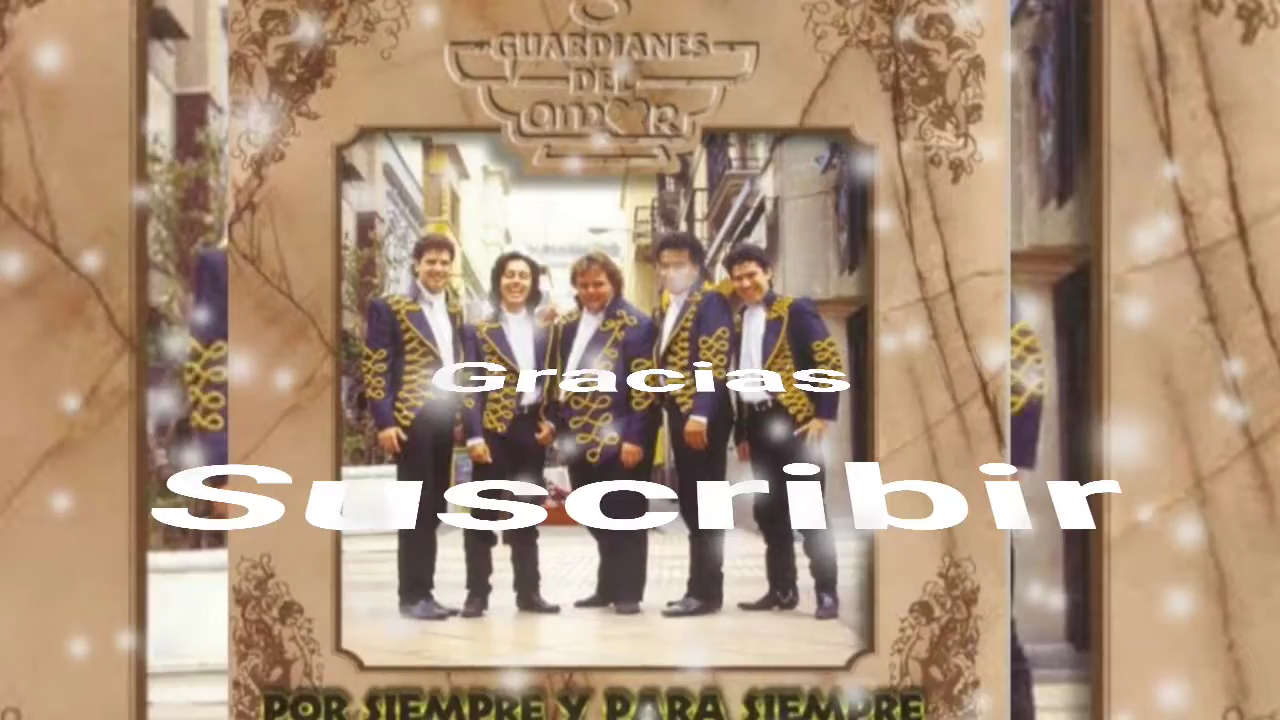 GUARDIANES
DEL
amOR
Gracias
Suscribir
POR SIEMPRE Y PARA SIEMPRE